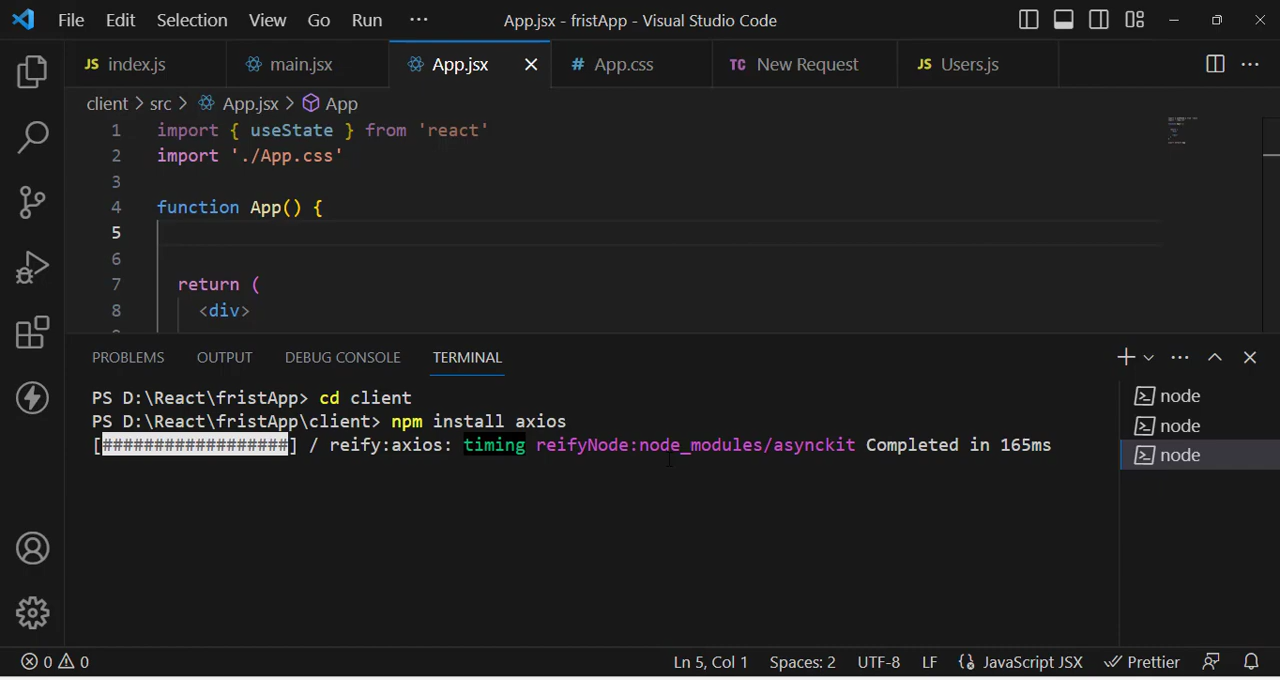 File Edit Selection View Go Run ··· App.jsx - fristApp - Visual Studio Code
JS index.js main.jsx App.jsx # App.css TC New Request JS Users.js ···
client > src > App.jsx > App
1 import { useState } from 'react'
2 import './App.css'
3
4 function App() {
5
6
7 return (
8 <div>
PROBLEMS OUTPUT DEBUG CONSOLE TERMINAL ···
PS D:\React\fristApp> cd client
PS D:\React\fristApp\client> npm install axios
[#################] / reify:axios: timing reifyNode:node_modules/asynckit Completed in 165ms
node
node
node
0 0 Ln 5, Col 1 Spaces: 2 UTF-8 LF {} JavaScript JSX Prettier